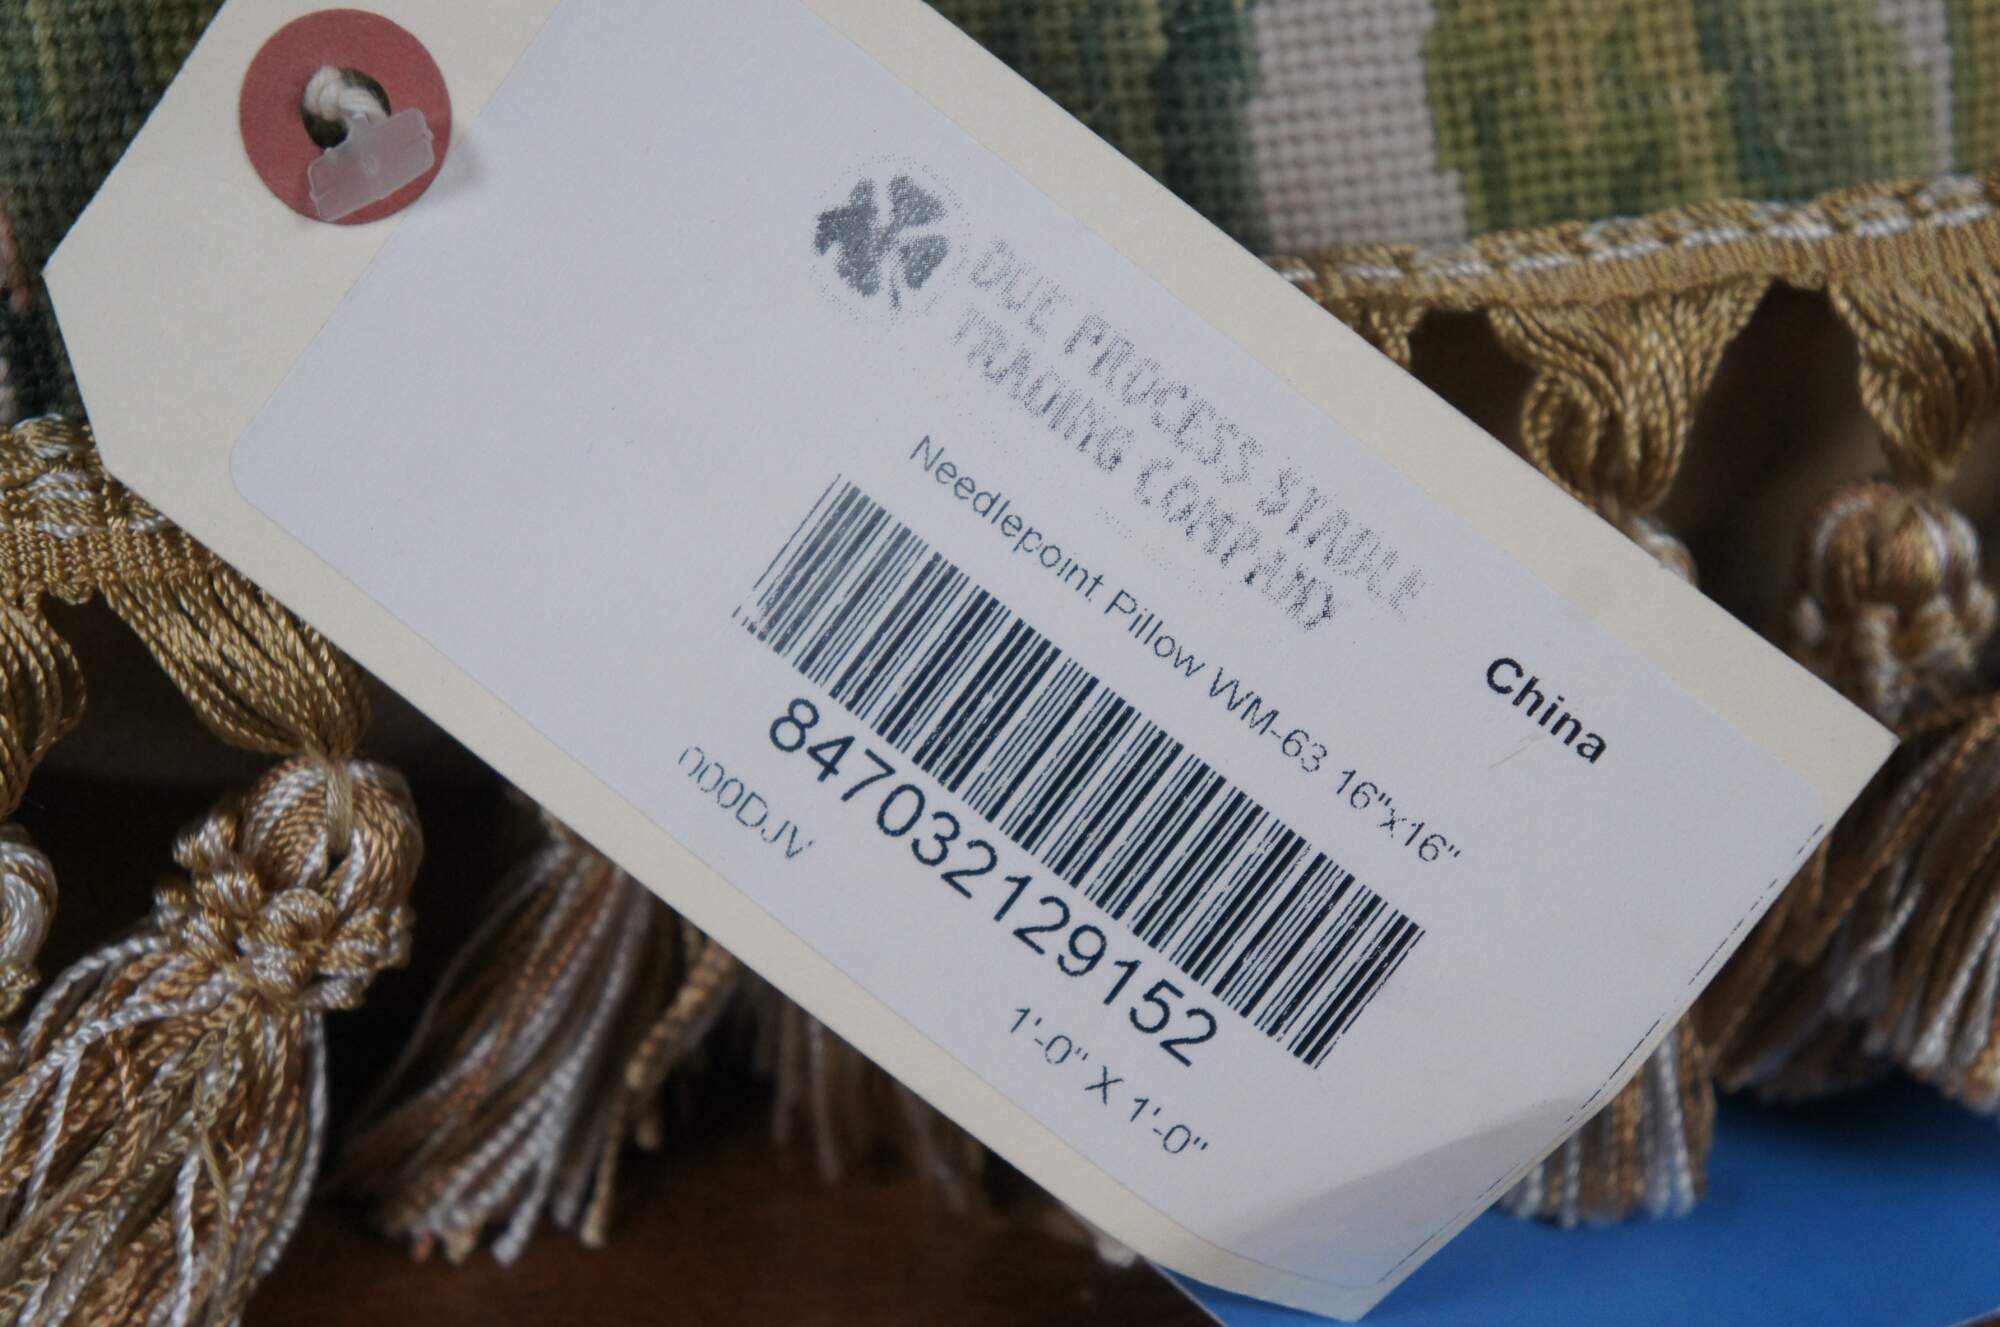 DUE PROCESS STABLE
TRADING COMPANY
China
Needlepoint Pillow WM-63 16"x16"
847032129152
000DJV
1'-0" X 1'-0"